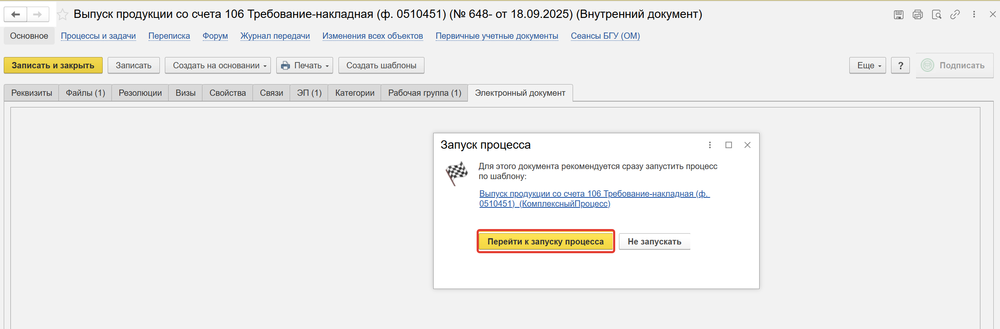 Выпуск продукции со счета 106 Требование-накладная (ф. 0510451) (№ 648- от 18.09.2025) (Внутренний документ)
Основное Процессы и задачи Переписка Форум Журнал передачи Изменения всех объектов Первичные учетные документы Сеансы БГУ (ОМ)
Записать и закрыть Записать Создать на основании Печать Создать шаблоны Еще ? Подписать
Реквизиты Файлы (1) Резолюции Визы Свойства Связи ЭП (1) Категории Рабочая группа (1) Электронный документ
Запуск процесса
Для этого документа рекомендуется сразу запустить процесс
по шаблону:
Выпуск продукции со счета 106 Требование-накладная (ф.
0510451) (КомплексныйПроцесс)
Перейти к запуску процесса Не запускать